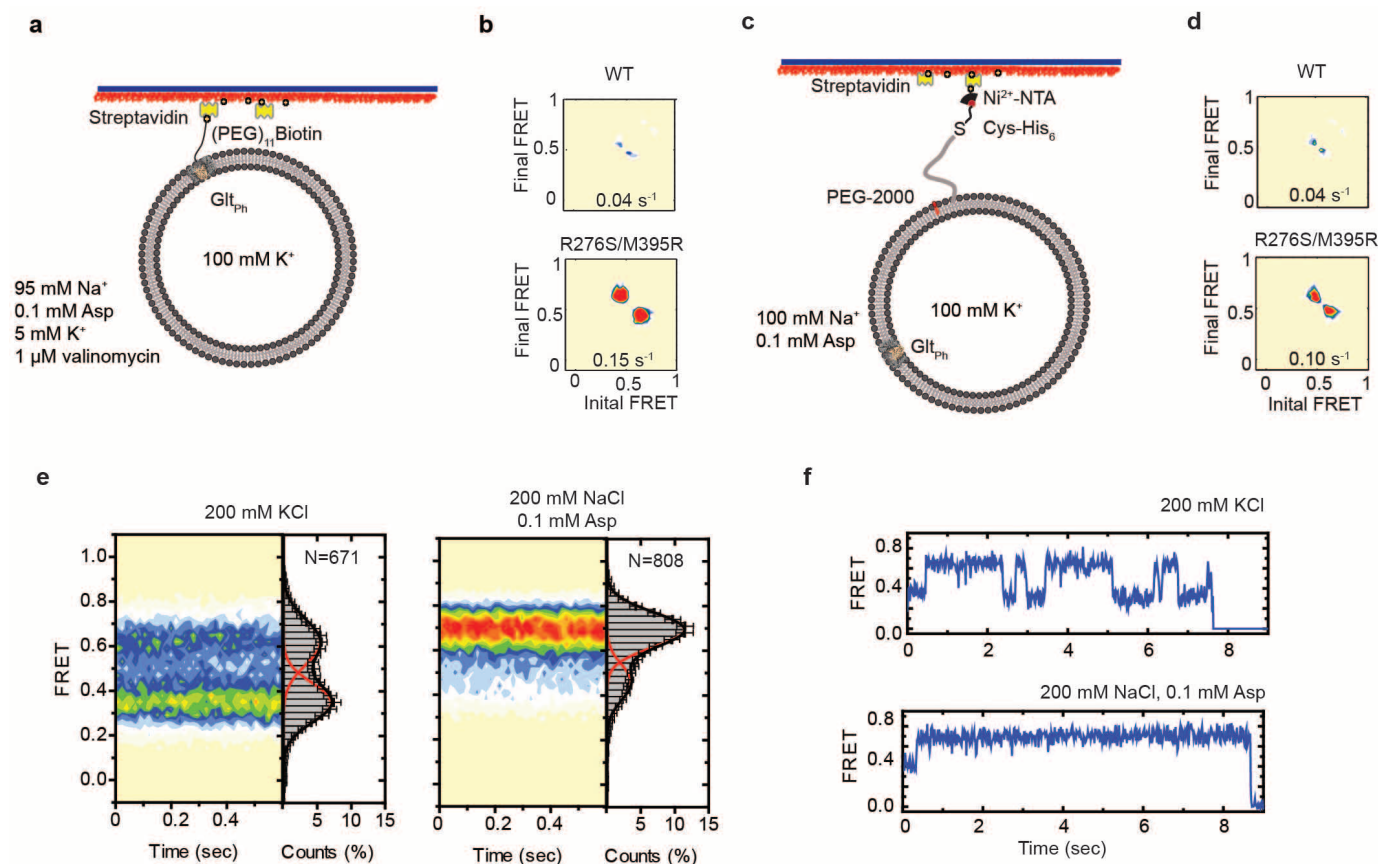 a
Streptavidin
(PEG)₁₁Biotin
Glt_Ph
100 mM K⁺
95 mM Na⁺
0.1 mM Asp
5 mM K⁺
1 µM valinomycin
b
WT
Final FRET
1
0.5
0
0.04 s⁻¹
R276S/M395R
Final FRET
1
0.5
0
0.15 s⁻¹
0
0.5
1
Inital FRET
c
Streptavidin
Ni²⁺-NTA
S
Cys-His₆
PEG-2000
100 mM K⁺
100 mM Na⁺
0.1 mM Asp
Glt_Ph
d
WT
Final FRET
1
0.5
0
0.04 s⁻¹
R276S/M395R
Final FRET
1
0.5
0
0.10 s⁻¹
0
0.5
1
Inital FRET
e
200 mM KCl
N=671
FRET
1.0
0.8
0.6
0.4
0.2
0.0
0 0.2 0.4
5 10 15
Time (sec)
Counts (%)
200 mM NaCl
0.1 mM Asp
N=808
0 0.2 0.4
5 10 15
Time (sec)
Counts (%)
f
200 mM KCl
FRET
0.8
0.4
0.0
0 2 4 6 8
200 mM NaCl, 0.1 mM Asp
FRET
0.8
0.4
0.0
0 2 4 6 8
Time (sec)